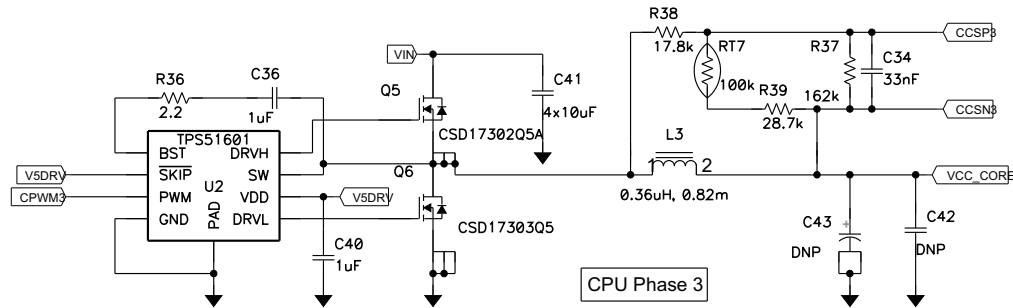 R38
17.8k
RT7
100k
R37
162k
C34
33nF
CCSP3
R39
28.7k
CCSN3
VIN
C41
4x10uF
R36
2.2
C36
1uF
Q5
CSD17302Q5A
TPS51601
BST
DRVH
SKIP
SW
U2
PWM
VDD
GND
DRVL
PAD
V5DRV
CPWM3
V5DRV
Q6
CSD17303Q5
C40
1uF
L3
1
2
0.36uH, 0.82m
VCC_CORE
C43
+
DNP
C42
DNP
CPU Phase 3